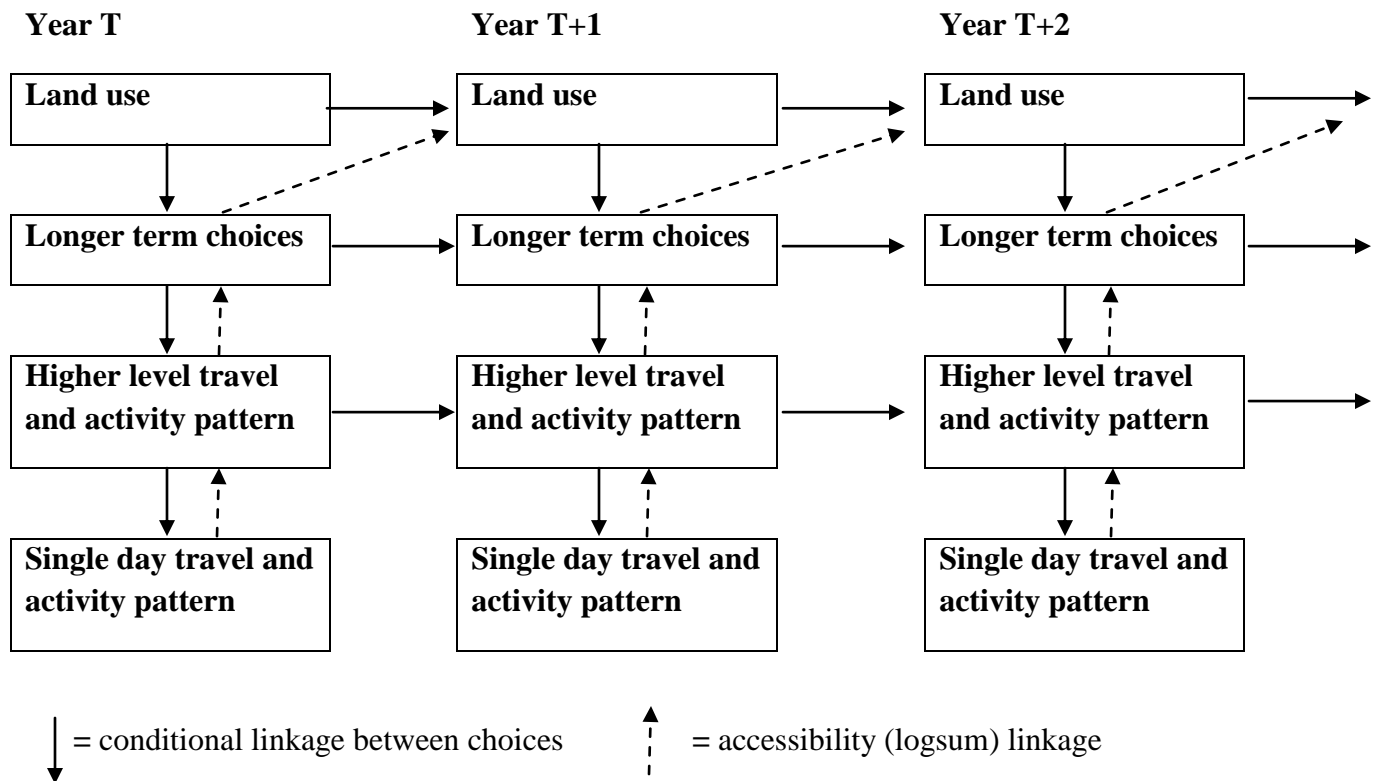 Year T
Year T+1
Year T+2
Land use
Land use
Land use
Longer term choices
Longer term choices
Longer term choices
Higher level travel
and activity pattern
Higher level travel
and activity pattern
Higher level travel
and activity pattern
Single day travel and
activity pattern
Single day travel and
activity pattern
Single day travel and
activity pattern
= conditional linkage between choices
= accessibility (logsum) linkage